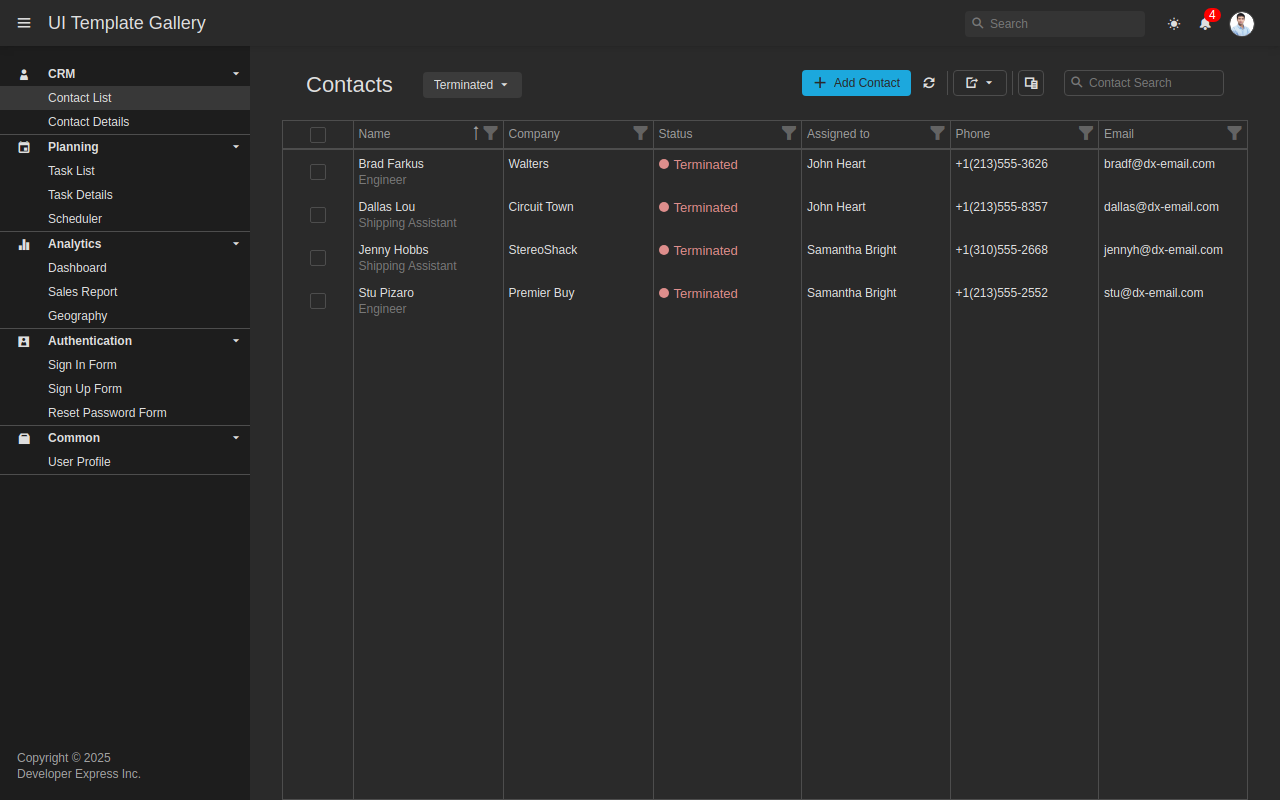 UI Template Gallery
Search
4
CRM
Contact List
Contact Details
Planning
Task List
Task Details
Scheduler
Analytics
Dashboard
Sales Report
Geography
Authentication
Sign In Form
Sign Up Form
Reset Password Form
Common
User Profile
Copyright © 2025
Developer Express Inc.
Contacts
Terminated
Add Contact
Contact Search
Name Company Status Assigned to Phone Email
Brad Farkus Walters Terminated John Heart +1(213)555-3626 bradf@dx-email.com
Engineer
Dallas Lou Circuit Town Terminated John Heart +1(213)555-8357 dallas@dx-email.com
Shipping Assistant
Jenny Hobbs StereoShack Terminated Samantha Bright +1(310)555-2668 jennyh@dx-email.com
Shipping Assistant
Stu Pizaro Premier Buy Terminated Samantha Bright +1(213)555-2552 stu@dx-email.com
Engineer